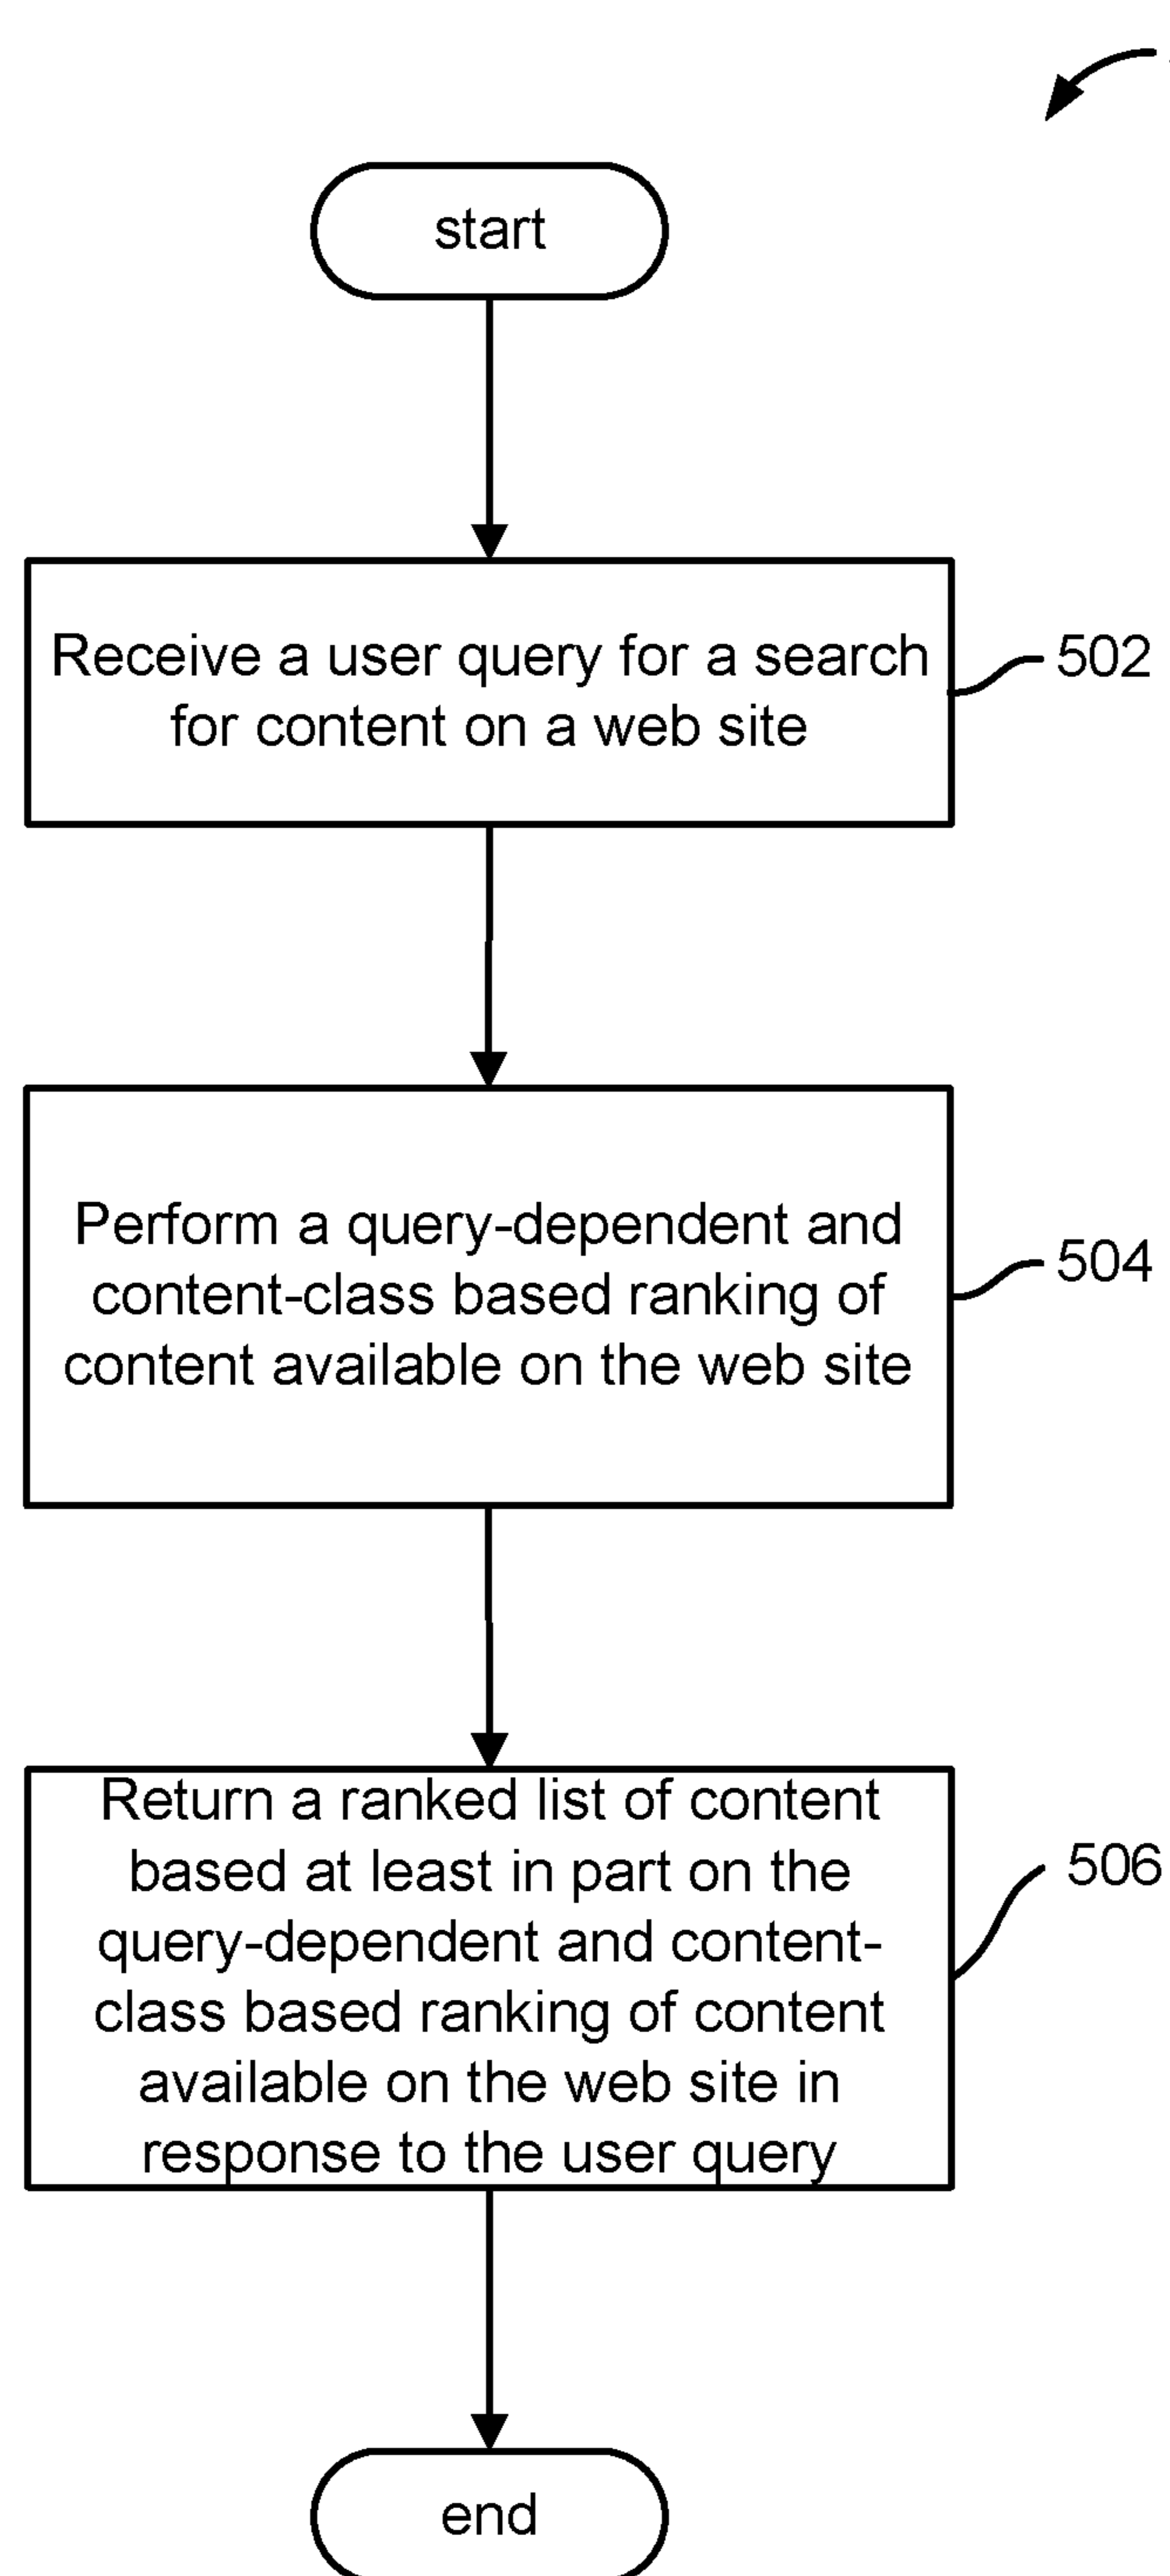 start
Receive a user query for a search
for content on a web site
502
Perform a query-dependent and
content-class based ranking of
content available on the web site
504
Return a ranked list of content
based at least in part on the
query-dependent and content-
class based ranking of content
available on the web site in
response to the user query
506
end